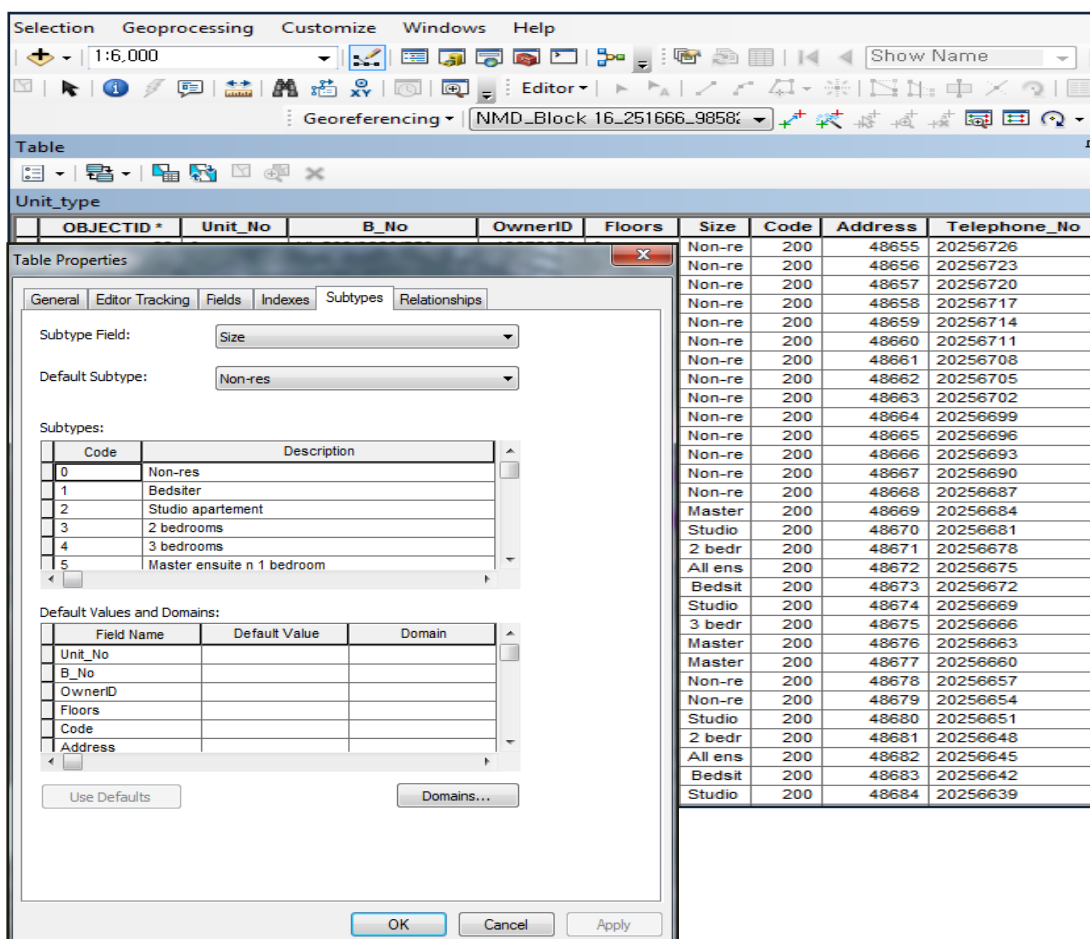 Selection Geoprocessing Customize Windows Help
1:6,000 Show Name
Editor
Georeferencing NMD_Block 16_251666_9858
Table
Unit_type
OBJECTID * Unit_No B_No OwnerID Floors Size Code Address Telephone_No
Non-re 200 48655 20256726
Non-re 200 48656 20256723
Non-re 200 48657 20256720
Non-re 200 48658 20256717
Non-re 200 48659 20256714
Non-re 200 48660 20256711
Non-re 200 48661 20256708
Non-re 200 48662 20256705
Non-re 200 48663 20256702
Non-re 200 48664 20256699
Non-re 200 48665 20256696
Non-re 200 48666 20256693
Non-re 200 48667 20256690
Non-re 200 48668 20256687
Master 200 48669 20256684
Studio 200 48670 20256681
2 bedr 200 48671 20256678
All ens 200 48672 20256675
Bedsit 200 48673 20256672
Studio 200 48674 20256669
3 bedr 200 48675 20256666
Master 200 48676 20256663
Master 200 48677 20256660
Non-re 200 48678 20256657
Non-re 200 48679 20256654
Studio 200 48680 20256651
2 bedr 200 48681 20256648
All ens 200 48682 20256645
Bedsit 200 48683 20256642
Studio 200 48684 20256639
Table Properties
General Editor Tracking Fields Indexes Subtypes Relationships
Subtype Field: Size
Default Subtype: Non-res
Subtypes:
Code Description
0 Non-res
1 Bedsiter
2 Studio apartement
3 2 bedrooms
4 3 bedrooms
5 Master ensuite n 1 bedroom
Default Values and Domains:
Field Name Default Value Domain
Unit_No
B_No
OwnerID
Floors
Code
Address
Use Defaults Domains...
OK Cancel Apply